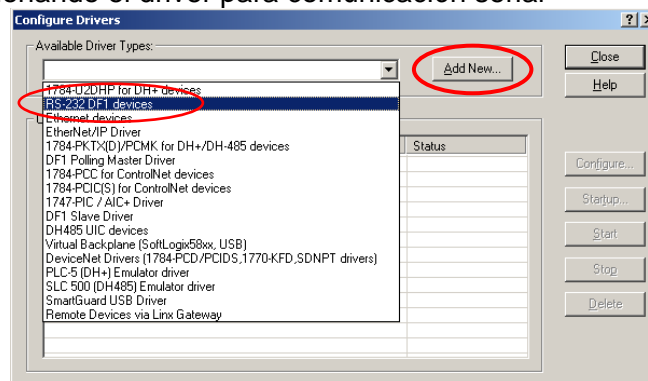 driver para comunicación
Configure Drivers
Available Driver Types:
Close
Add New...
Help
1784-U2DHP for DH+ devices
RS-232 DF1 devices
Ethernet devices
EtherNet/IP Driver
1784-PKTX(D)/PCMK for DH+/DH-485 devices
Status
DF1 Polling Master Driver
1784-PCC for ControlNet devices
Configure...
1784-PCIC(S) for ControlNet devices
1747-PIC / AIC+ Driver
Startup...
DF1 Slave Driver
DH485 UIC devices
Start
Virtual Backplane (SoftLogix58xx, USB)
DeviceNet Drivers (1784-PCD/PCIDS,1770-KFD,SDNPT drivers)
PLC-5 (DH+) Emulator driver
Stop
SLC 500 (DH485) Emulator driver
SmartGuard USB Driver
Delete
Remote Devices via Linx Gateway